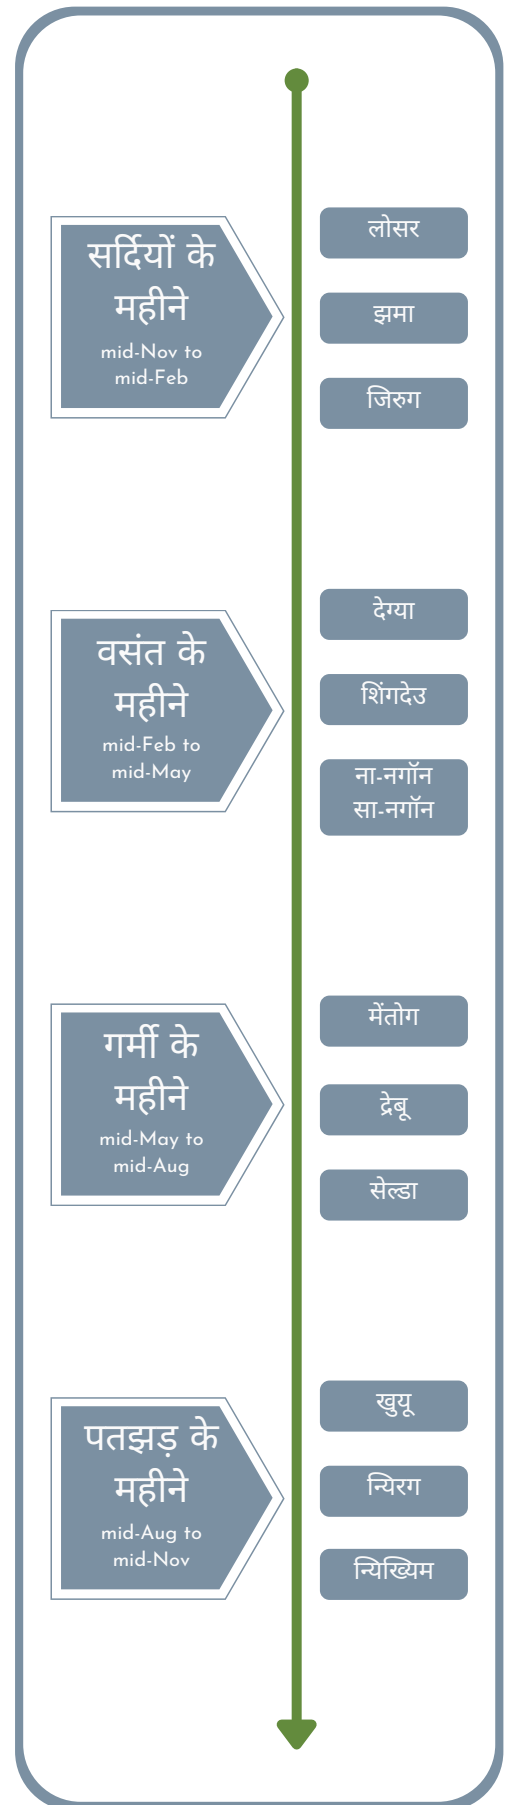 सर्दियों के
महीने
mid-Nov to
mid-Feb
लोसर
झमा
जिरुग
वसंत के
महीने
mid-Feb to
mid-May
देग्या
शिंगदेउ
ना-नगॉन
सा-नगॉन
गर्मी के
महीने
mid-May to
mid-Aug
मेंतोग
द्रेबू
सेल्डा
पतझड़ के
महीने
mid-Aug to
mid-Nov
खुयू
न्यिरग
न्यिख्यिम